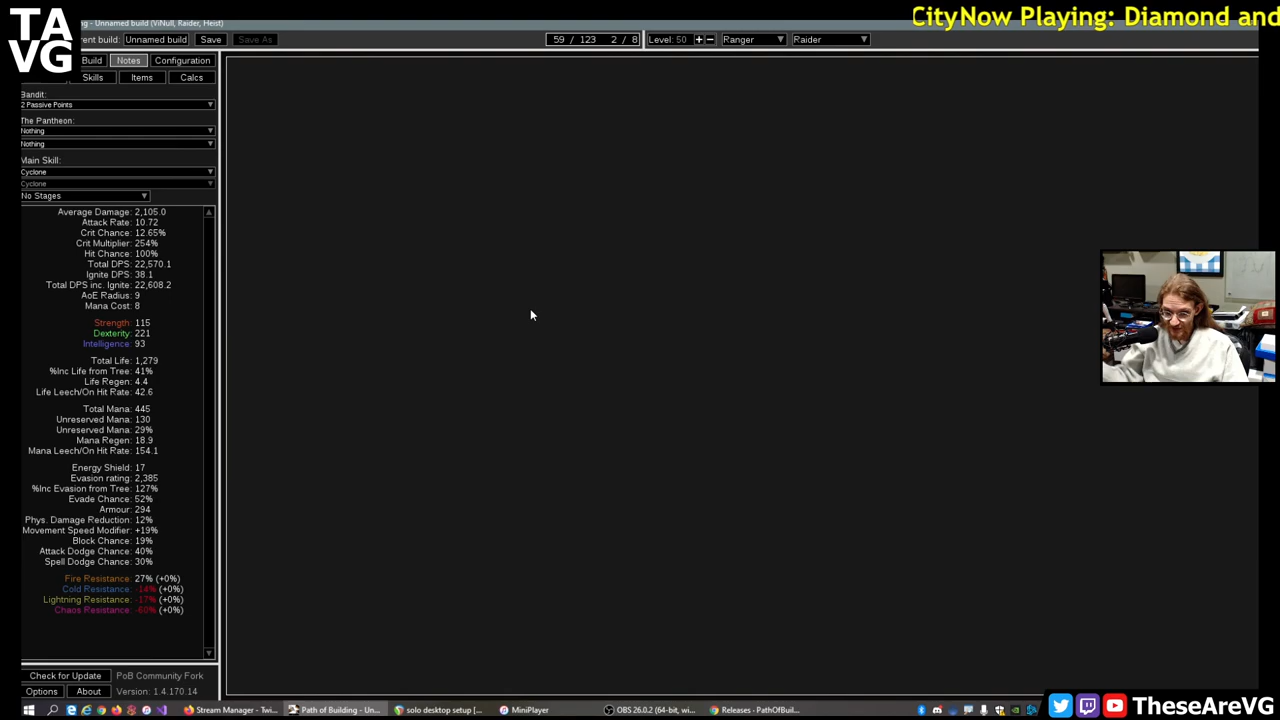 TA
VG
CityNow Playing: Diamond and
- Unnamed build (ViNull, Raider, Heist)
build: Unnamed build Save Save As 59 / 123 2 / 8 Level: 50 + - Ranger Raider
Build Notes Configuration
Skills Items Calcs
Bandit:
2 Passive Points
The Pantheon:
Nothing
Nothing
Main Skill:
Cyclone
Cyclone
No Stages
Average Damage: 2,105.0
Attack Rate: 10.72
Crit Chance: 12.65%
Crit Multiplier: 254%
Hit Chance: 100%
Total DPS: 22,570.1
Ignite DPS: 38.1
Total DPS inc. Ignite: 22,608.2
AoE Radius: 9
Mana Cost: 8
Strength: 115
Dexterity: 221
Intelligence: 93
Total Life: 1,279
%Inc Life from Tree: 41%
Life Regen: 4.4
Life Leech/On Hit Rate: 42.6
Total Mana: 445
Unreserved Mana: 130
Unreserved Mana: 29%
Mana Regen: 18.9
Mana Leech/On Hit Rate: 154.1
Energy Shield: 17
Evasion rating: 2,385
%Inc Evasion from Tree: 127%
Evade Chance: 52%
Armour: 294
Phys. Damage Reduction: 12%
Movement Speed Modifier: +19%
Block Chance: 19%
Attack Dodge Chance: 40%
Spell Dodge Chance: 30%
Fire Resistance: 27% (+0%)
Cold Resistance: -14% (+0%)
Lightning Resistance: -17% (+0%)
Chaos Resistance: -60% (+0%)
Check for Update PoB Community Fork
Options About Version: 1.4.170.14
Stream Manager - Twi... Path of Building - Un... solo desktop setup [... MiniPlayer OBS 26.0.2 (64-bit, wi... Releases - PathOfBuil...
TheseAreVG